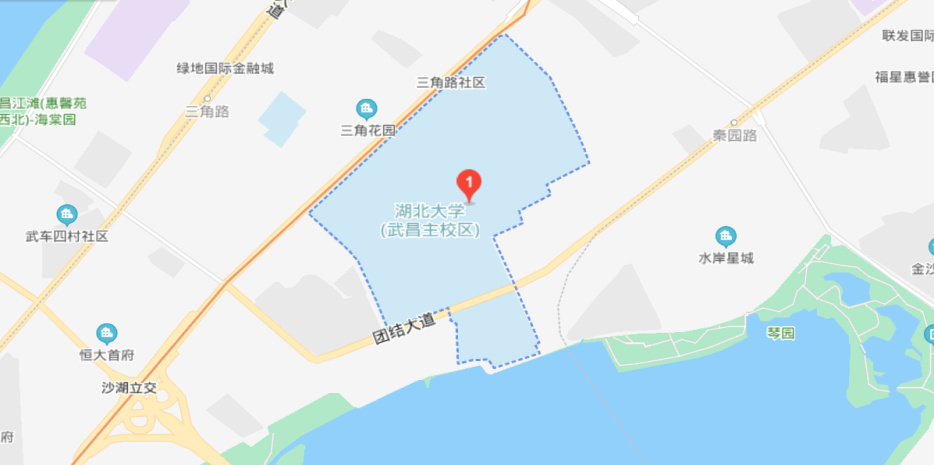 道
联发国际
绿地国际金融城
三角路社区
福星惠誉国
昌江滩(惠馨苑
西北)-海棠园
三角路
三角花园
秦园路
湖北大学
(武昌主校区)
武车四村社区
水岸星城
金沙
团结大道
琴园
恒大首府
沙湖立交
府